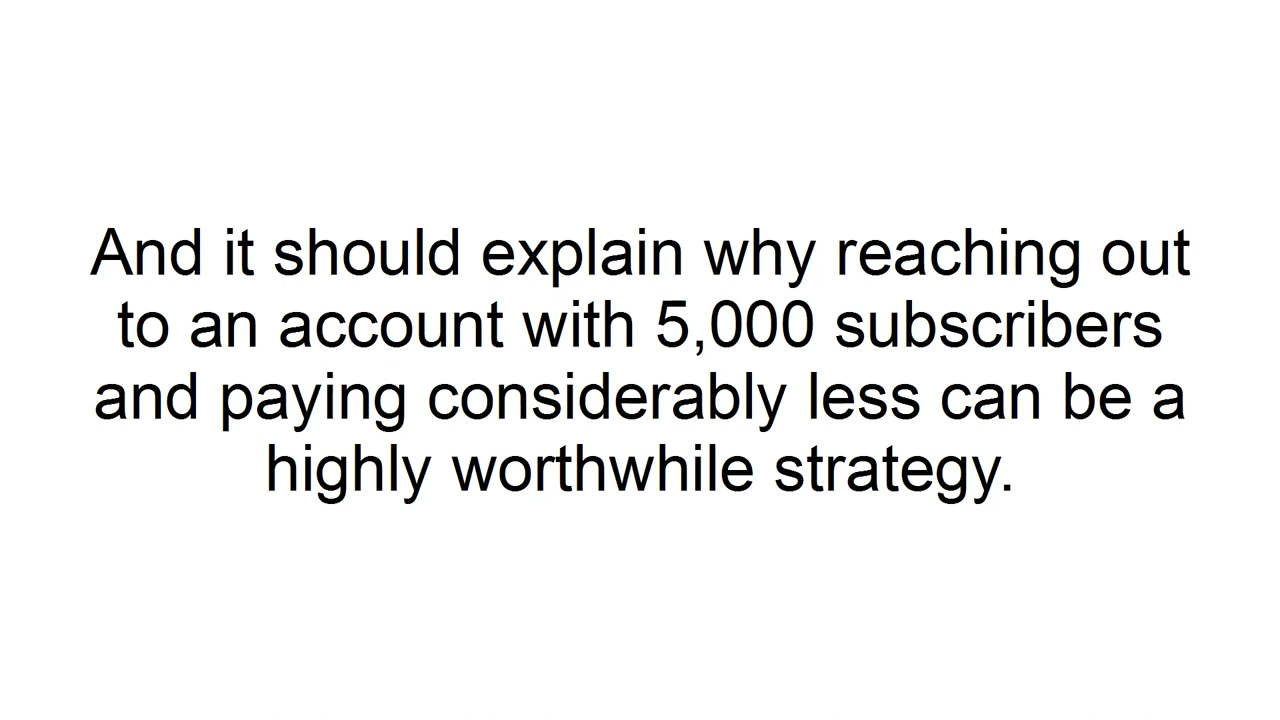 And it should explain why reaching out
to an account with 5,000 subscribers
and paying considerably less can be a
highly worthwhile strategy.